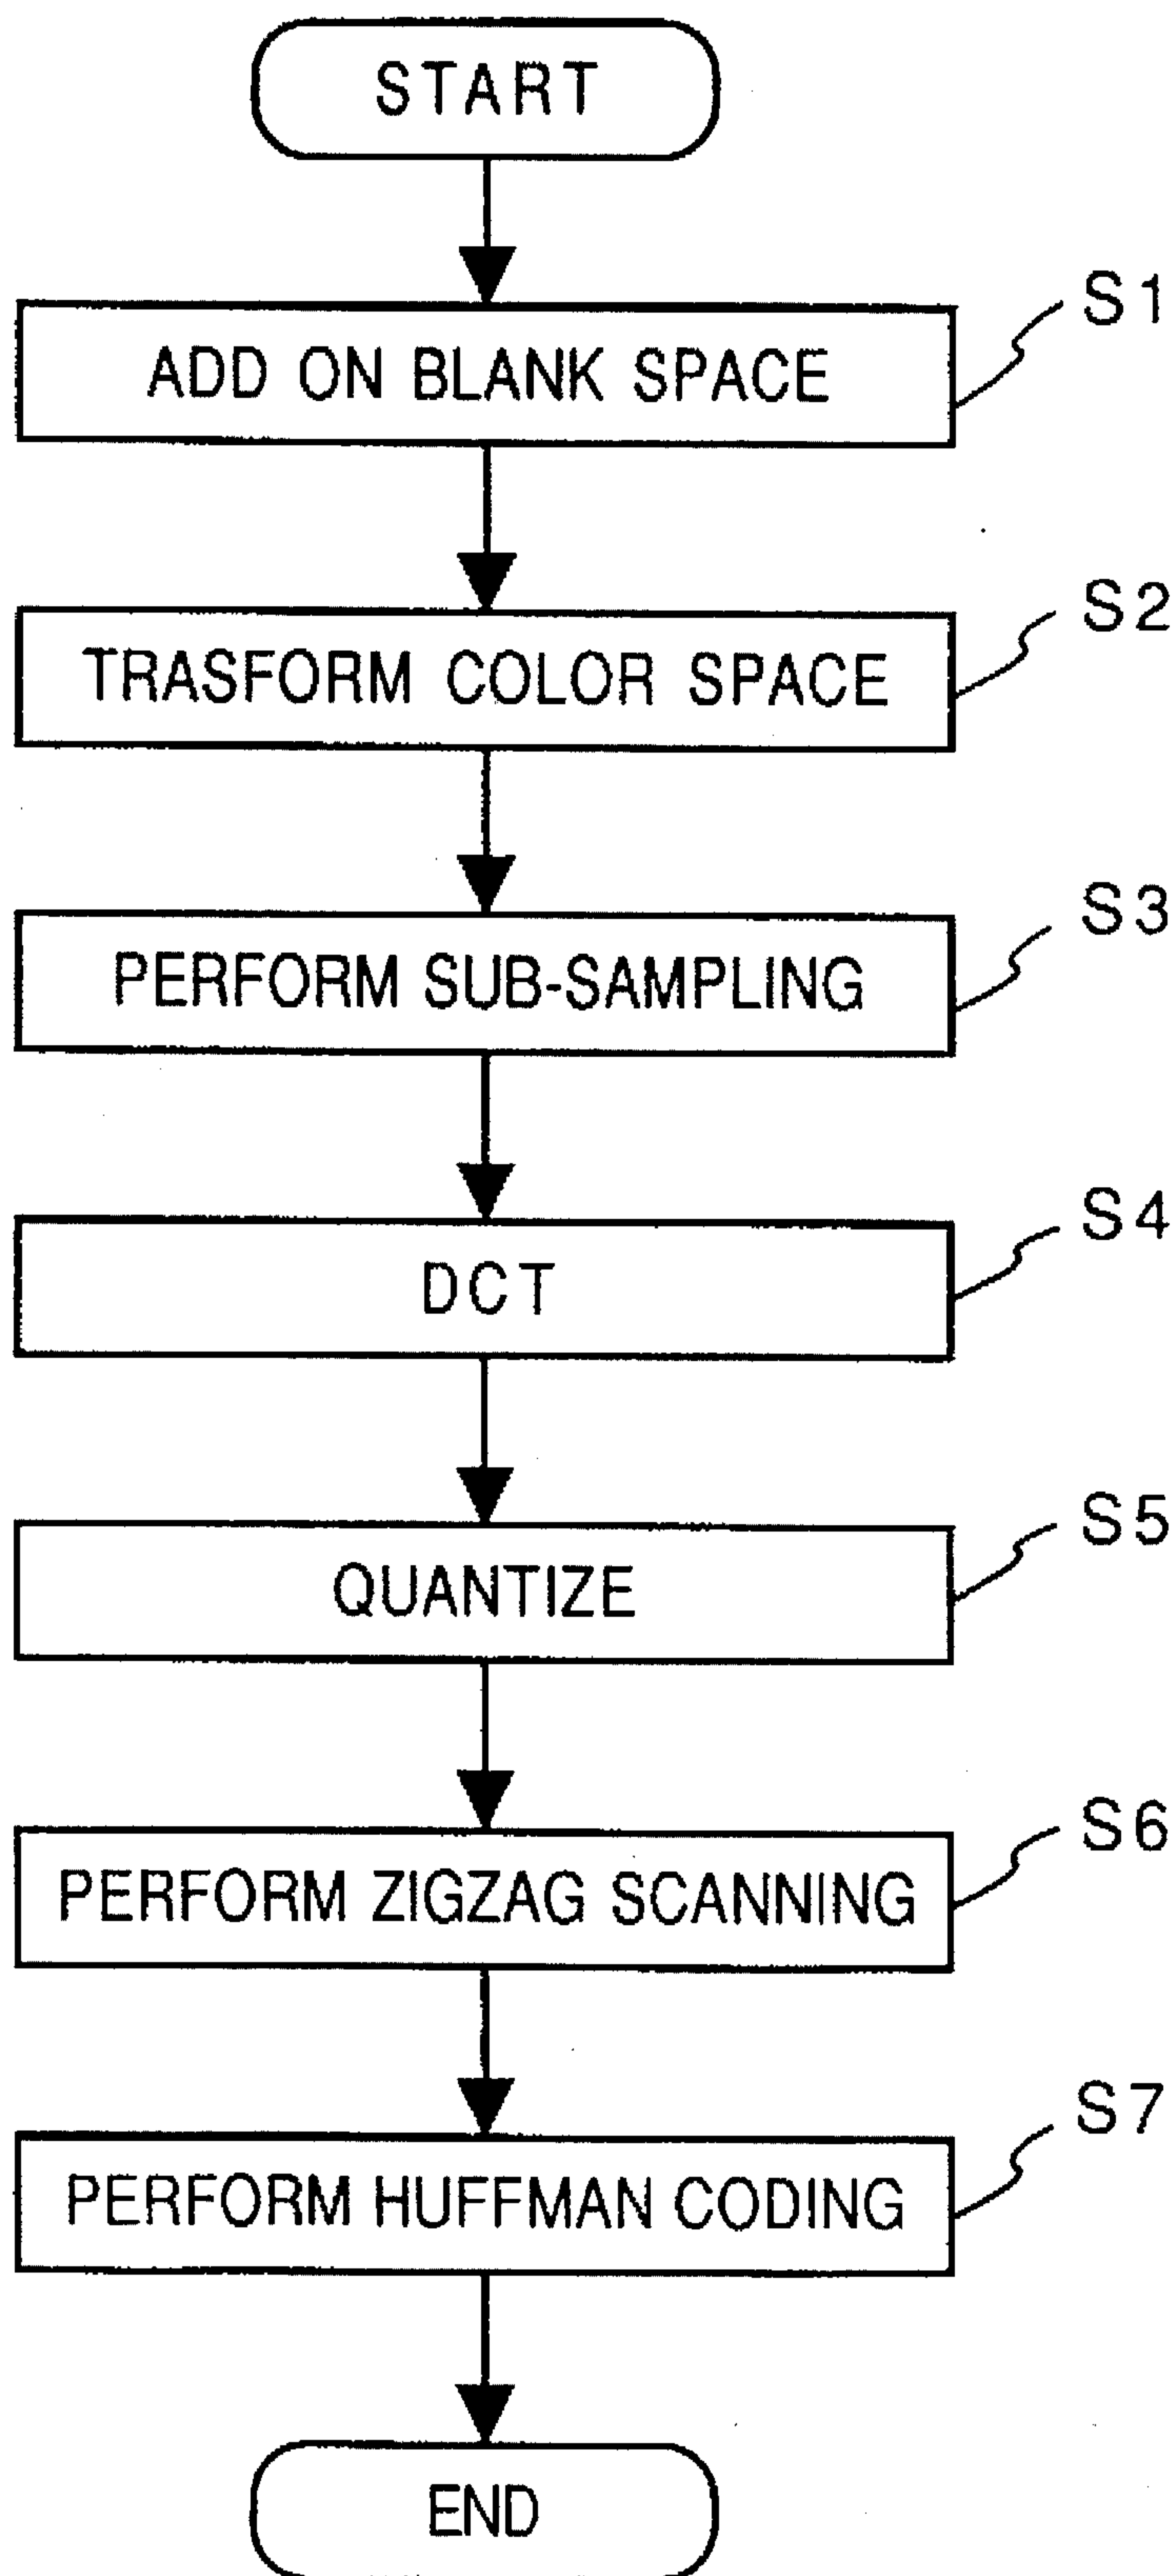 START
S1
ADD ON BLANK SPACE
S2
TRASFORM COLOR SPACE
S3
PERFORM SUB-SAMPLING
S4
DCT
S5
QUANTIZE
S6
PERFORM ZIGZAG SCANNING
S7
PERFORM HUFFMAN CODING
END